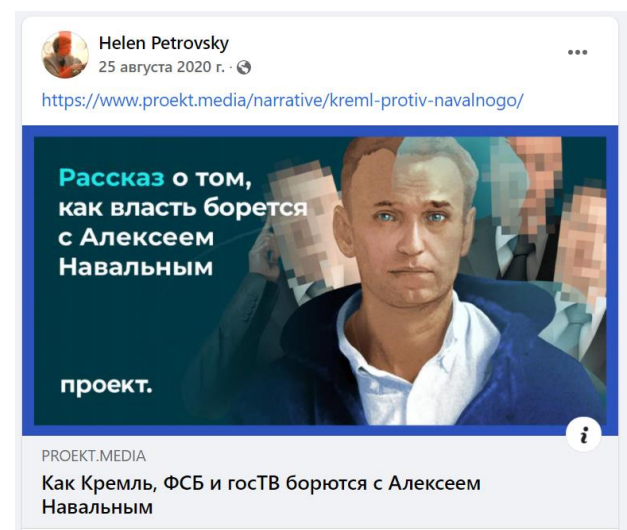 Helen Petrovsky
25 августа 2020 г. ·
https://www.proekt.media/narrative/kreml-protiv-navalnogo/
Рассказ о том,
как власть борется
с Алексеем
Навальным
проект.
i
PROEKT.MEDIA
Как Кремль, ФСБ и госТВ борются с Алексеем
Навальным